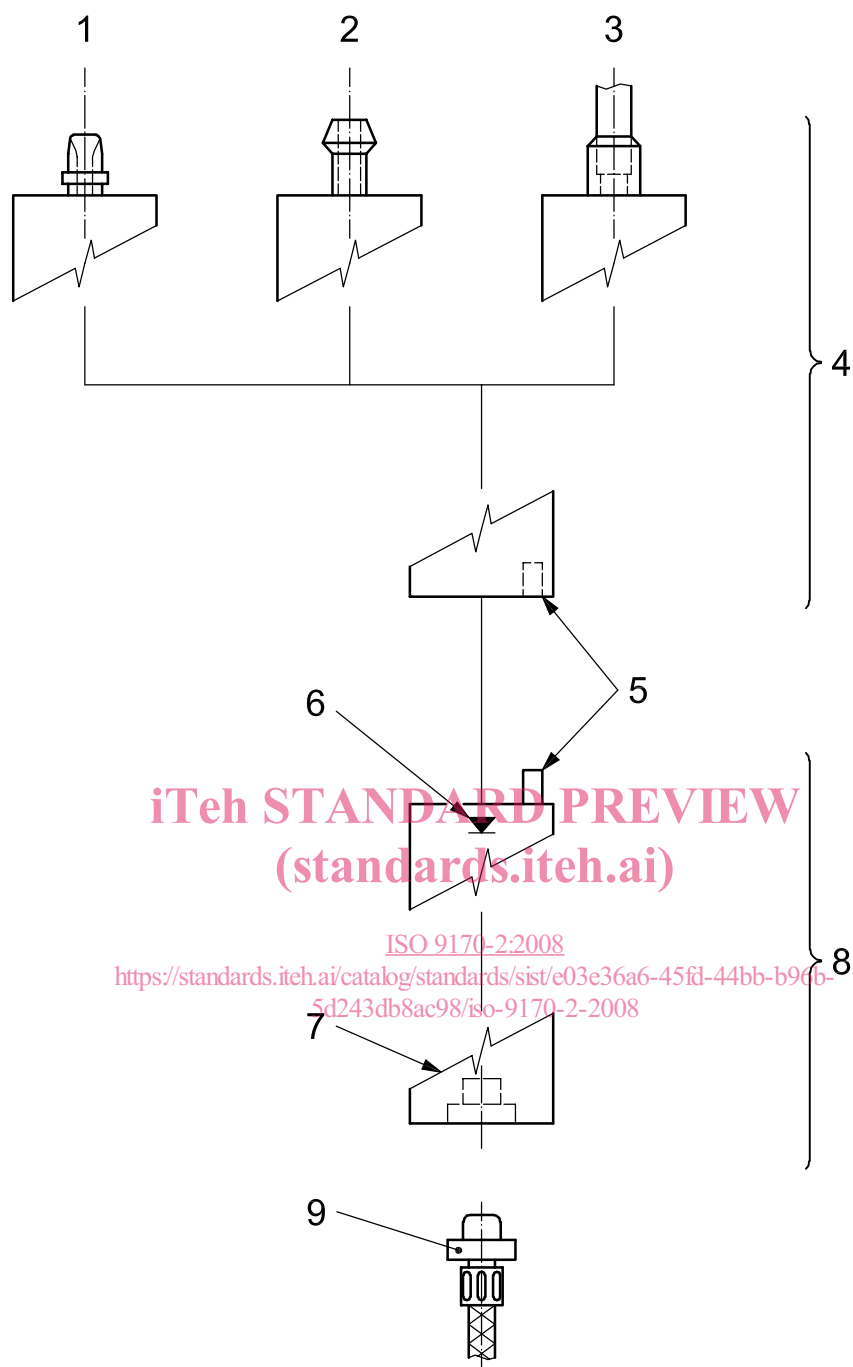 1 2 3
4
5
6
iTeh STANDARD PREVIEW
(standards.iteh.ai)
ISO 9170-2:2008
8
https://standards.iteh.ai/catalog/standards/sist/e03e36a6-45fd-44bb-b96b-
5d243db8ac98/iso-9170-2-2008
7
9